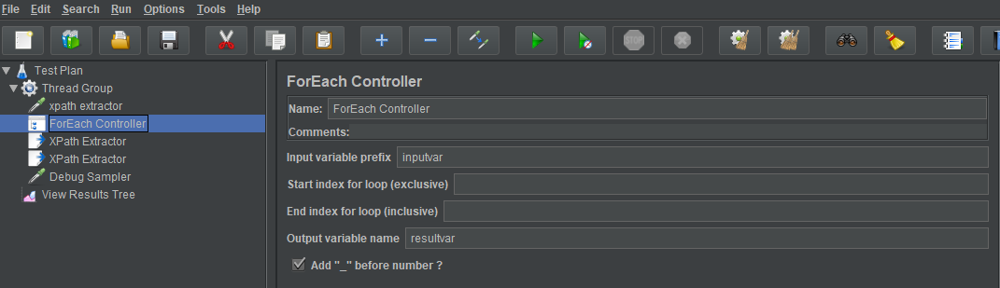 File Edit Search Run Options Tools Help
STOP
Test Plan
Thread Group
xpath extractor
ForEach Controller
XPath Extractor
XPath Extractor
Debug Sampler
View Results Tree
ForEach Controller
Name: ForEach Controller
Comments:
Input variable prefix inputvar
Start index for loop (exclusive)
End index for loop (inclusive)
Output variable name resultvar
Add "_" before number ?